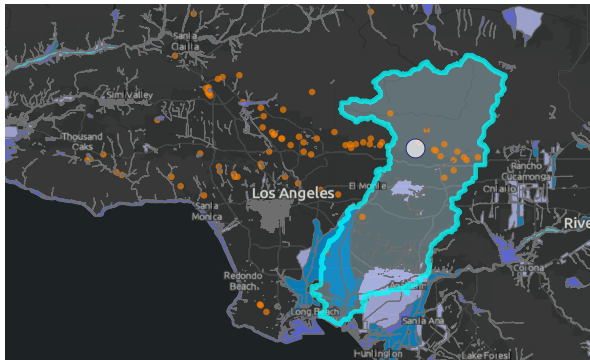 Santa
Clarita
Simi Valley
Thousand
Oaks
Rancho
Cucamonga
El Monte
Los Angeles
Santa
Monica
Rive
Redondo
Beach
Corona
Long Beach
Santa Ana
Huntington
Lake Forest